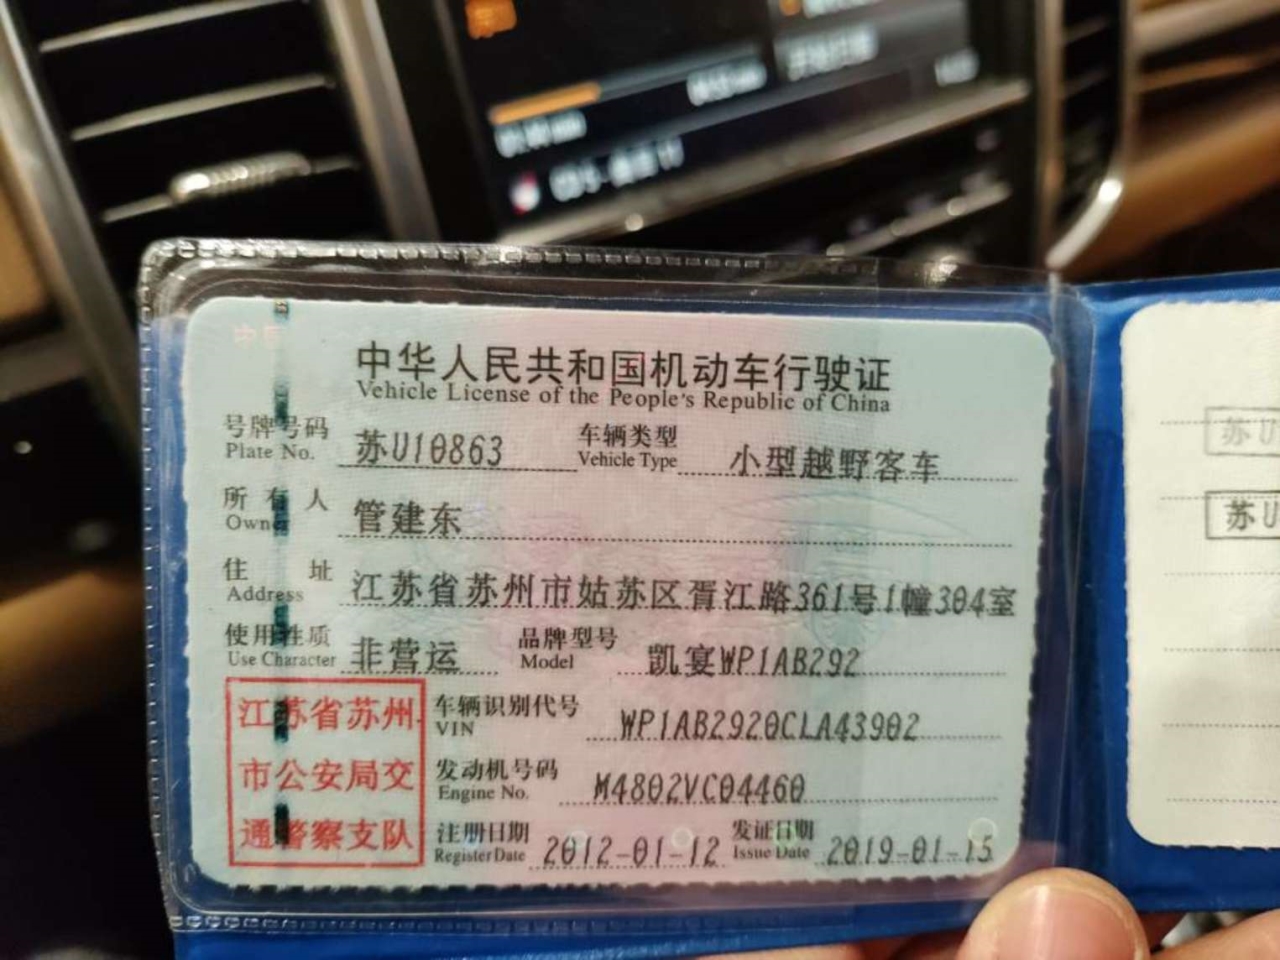 中华人民共和国机动车行驶证
Vehicle License of the People's Republic of China
号牌号码 苏U10863 车辆类型 小型越野客车
Plate No. Vehicle Type
所有人 管建东
Owner
住址 江苏省苏州市姑苏区胥江路361号1幢304室
Address
使用性质 非营运 品牌型号 凯宴WP1AB292
Use Character Model
江苏省苏州
市公安局交
通警察支队
车辆识别代号 WP1AB2920CLA43902
VIN
发动机号码 M4802VC04460
Engine No.
注册日期 2012-01-12 发证日期 2019-01-15
Register Date Issue Date
苏U
苏U